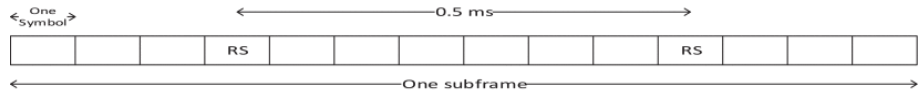 One
Symbol
0.5 ms
RS
RS
One subframe